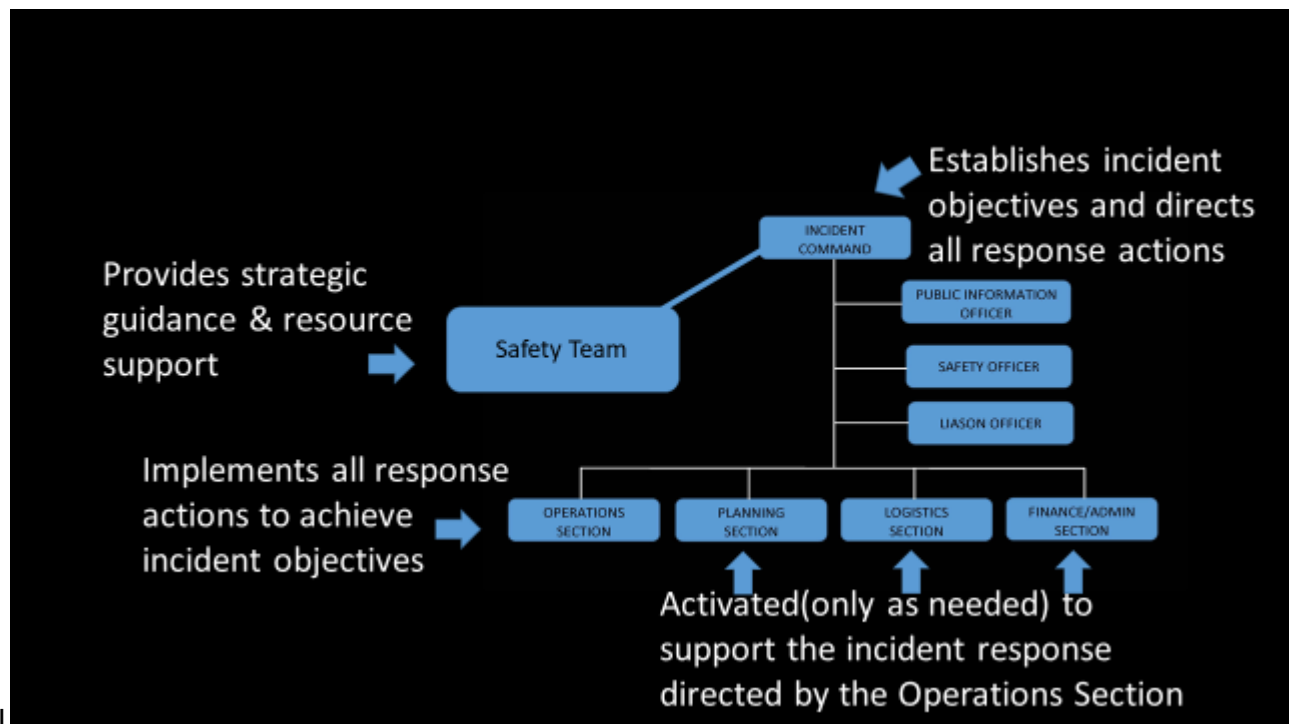 Establishes incident
objectives and directs
all response actions
INCIDENT
COMMAND
Provides strategic
guidance & resource
support
Safety Team
PUBLIC INFORMATION
OFFICER
SAFETY OFFICER
LIASON OFFICER
Implements all response
actions to achieve
incident objectives
OPERATIONS
SECTION
PLANNING
SECTION
LOGISTICS
SECTION
FINANCE/ADMIN
SECTION
Activated(only as needed) to
support the incident response
directed by the Operations Section